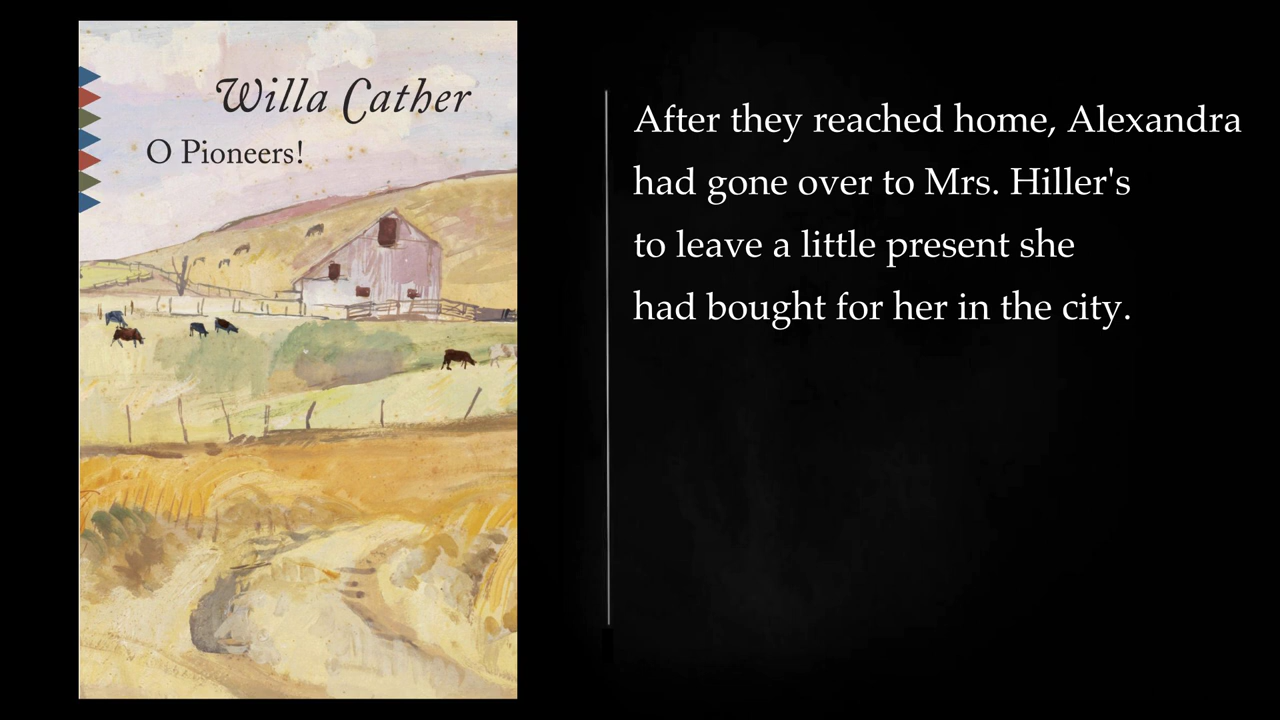 Willa Cather
O Pioneers!
After they reached home, Alexandra
had gone over to Mrs. Hiller's
to leave a little present she
had bought for her in the city.